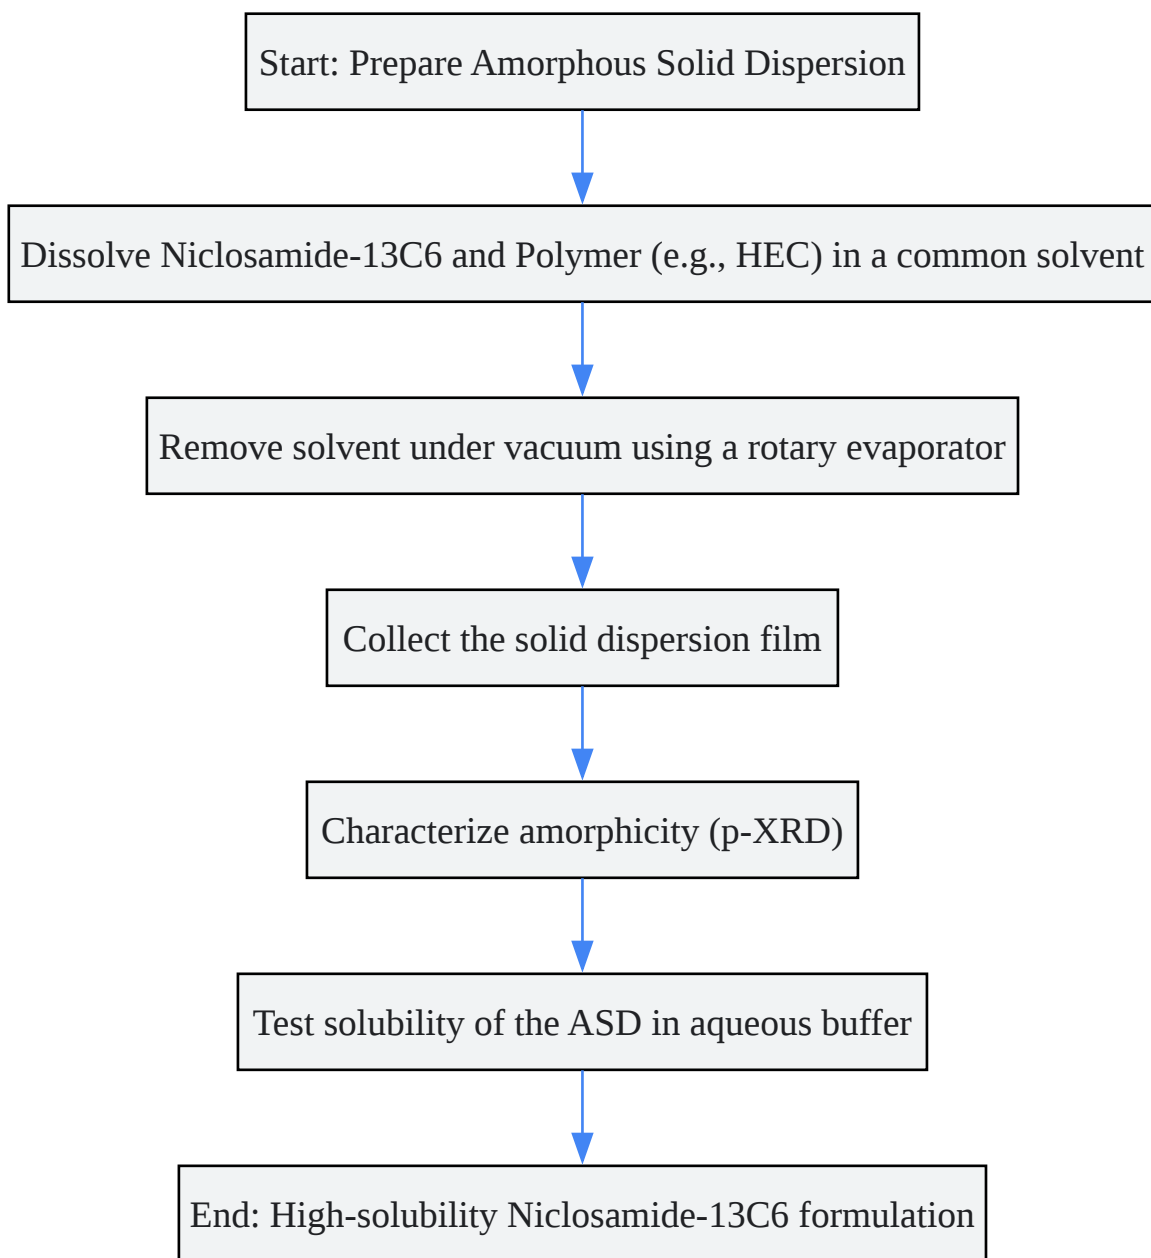 Start: Prepare Amorphous Solid Dispersion
Dissolve Niclosamide-13C6 and Polymer (e.g., HEC) in a common solvent
Remove solvent under vacuum using a rotary evaporator
Collect the solid dispersion film
Characterize amorphicity (p-XRD)
Test solubility of the ASD in aqueous buffer
End: High-solubility Niclosamide-13C6 formulation